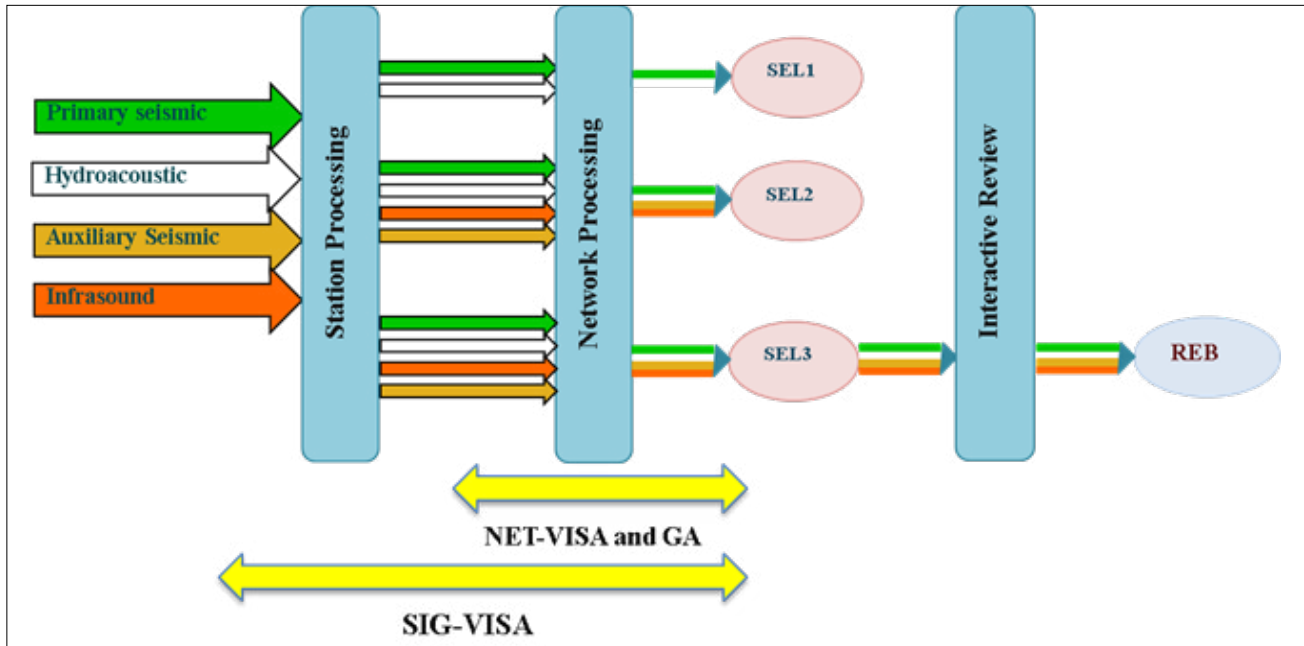 Primary seismic
Hydroacoustic
Auxiliary Seismic
Infrasound
Station Processing
Network Processing
SEL1
SEL2
SEL3
Interactive Review
REB
NET-VISA and GA
SIG-VISA